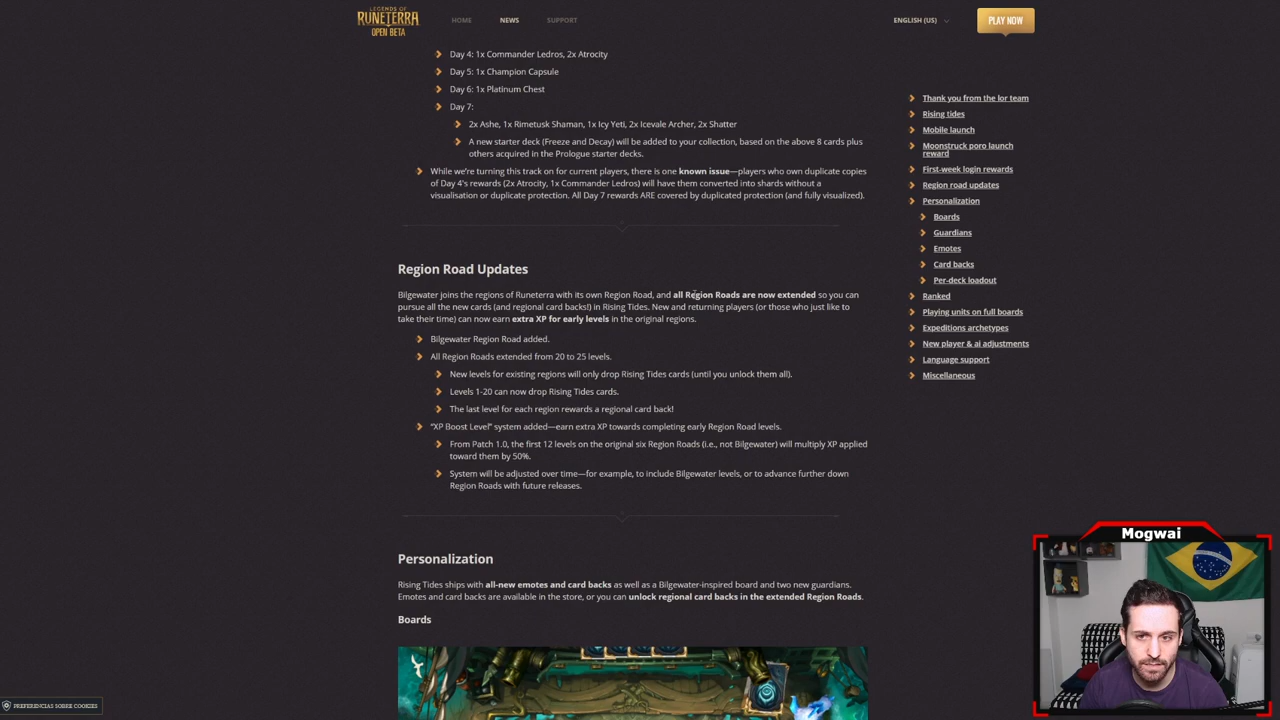 LEGENDS OF
RUNETERRA
OPEN BETA
HOME
NEWS
SUPPORT
ENGLISH (US)
PLAY NOW
Day 4: 1x Commander Ledros, 2x Atrocity
Day 5: 1x Champion Capsule
Day 6: 1x Platinum Chest
Day 7:
2x Ashe, 1x Rimetusk Shaman, 1x Icy Yeti, 2x Icevale Archer, 2x Shatter
A new starter deck (Freeze and Decay) will be added to your collection, based on the above 8 cards plus
others acquired in the Prologue starter decks.
While we're turning this track on for current players, there is one known issue—players who own duplicate copies
of Day 4's rewards (2x Atrocity, 1x Commander Ledros) will have them converted into shards without a
visualisation or duplicate protection. All Day 7 rewards ARE covered by duplicated protection (and fully visualized).
Region Road Updates
Bilgewater joins the regions of Runeterra with its own Region Road, and all Region Roads are now extended so you can
pursue all the new cards (and regional card backs!) in Rising Tides. New and returning players (or those who just like to
take their time) can now earn extra XP for early levels in the original regions.
Bilgewater Region Road added.
All Region Roads extended from 20 to 25 levels.
New levels for existing regions will only drop Rising Tides cards (until you unlock them all).
Levels 1-20 can now drop Rising Tides cards.
The last level for each region rewards a regional card back!
"XP Boost Level" system added—earn extra XP towards completing early Region Road levels.
From Patch 1.0, the first 12 levels on the original six Region Roads (i.e., not Bilgewater) will multiply XP applied
toward them by 50%.
System will be adjusted over time—for example, to include Bilgewater levels, or to advance further down
Region Roads with future releases.
Personalization
Rising Tides ships with all-new emotes and card backs as well as a Bilgewater-inspired board and two new guardians.
Emotes and card backs are available in the store, or you can unlock regional card backs in the extended Region Roads.
Boards
Thank you from the lor team
Rising tides
Mobile launch
Moonstruck poro launch
reward
First-week login rewards
Region road updates
Personalization
Boards
Guardians
Emotes
Card backs
Per-deck loadout
Ranked
Playing units on full boards
Expeditions archetypes
New player & ai adjustments
Language support
Miscellaneous
Mogwai
PREFERÊNCIAS SOBRE COOKIES